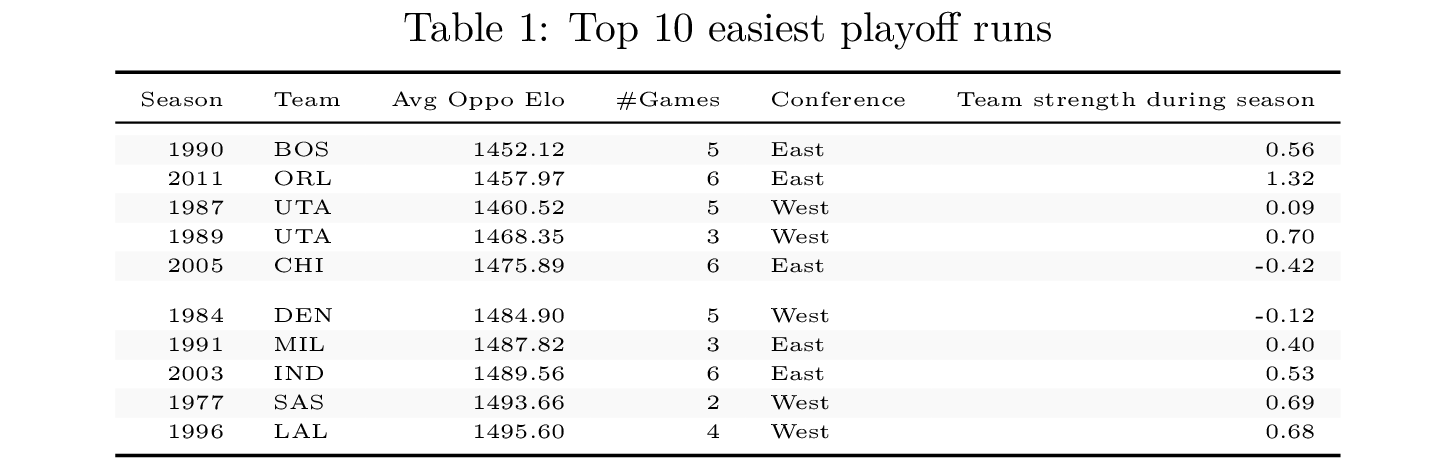 Table 1: Top 10 easiest playoff runs
Season Team Avg Oppo Elo #Games Conference Team strength during season
1990 BOS 1452.12 5 East 0.56
2011 ORL 1457.97 6 East 1.32
1987 UTA 1460.52 5 West 0.09
1989 UTA 1468.35 3 West 0.70
2005 CHI 1475.89 6 East -0.42
1984 DEN 1484.90 5 West -0.12
1991 MIL 1487.82 3 East 0.40
2003 IND 1489.56 6 East 0.53
1977 SAS 1493.66 2 West 0.69
1996 LAL 1495.60 4 West 0.68